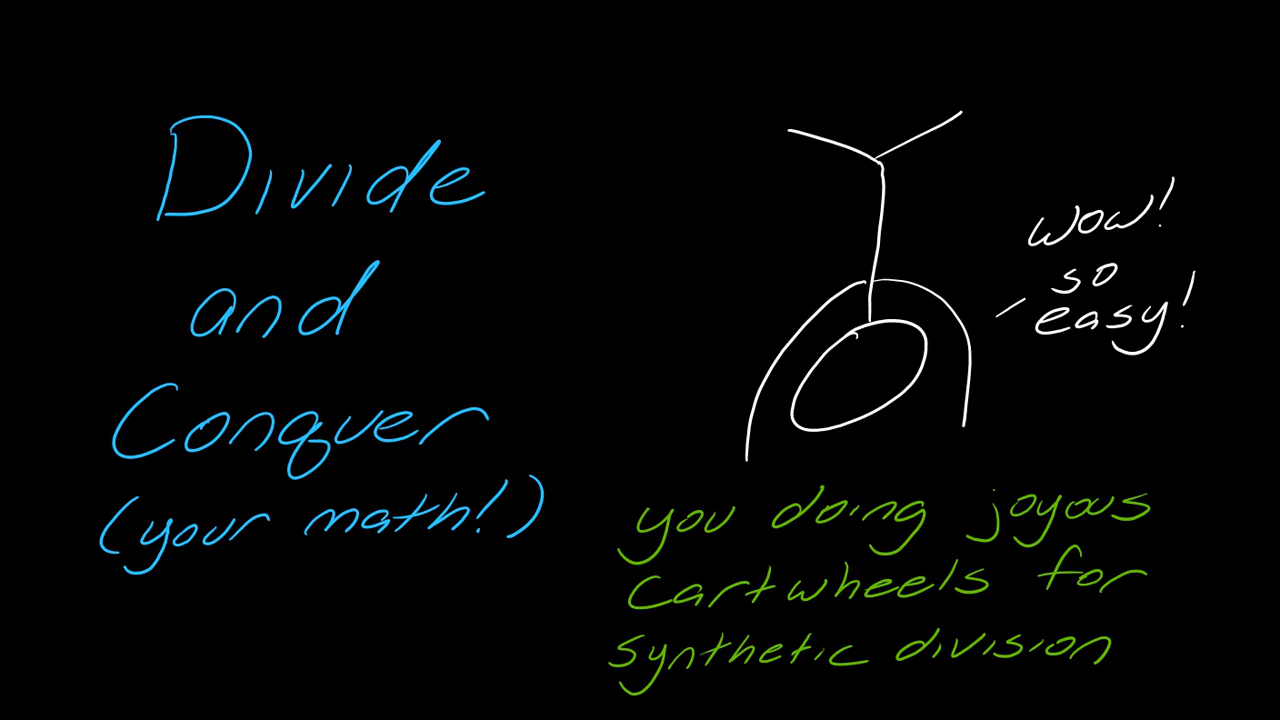 Divide
and
Conquer
(your math!)
wow!
so
easy!
you doing joyous
cartwheels for
synthetic division